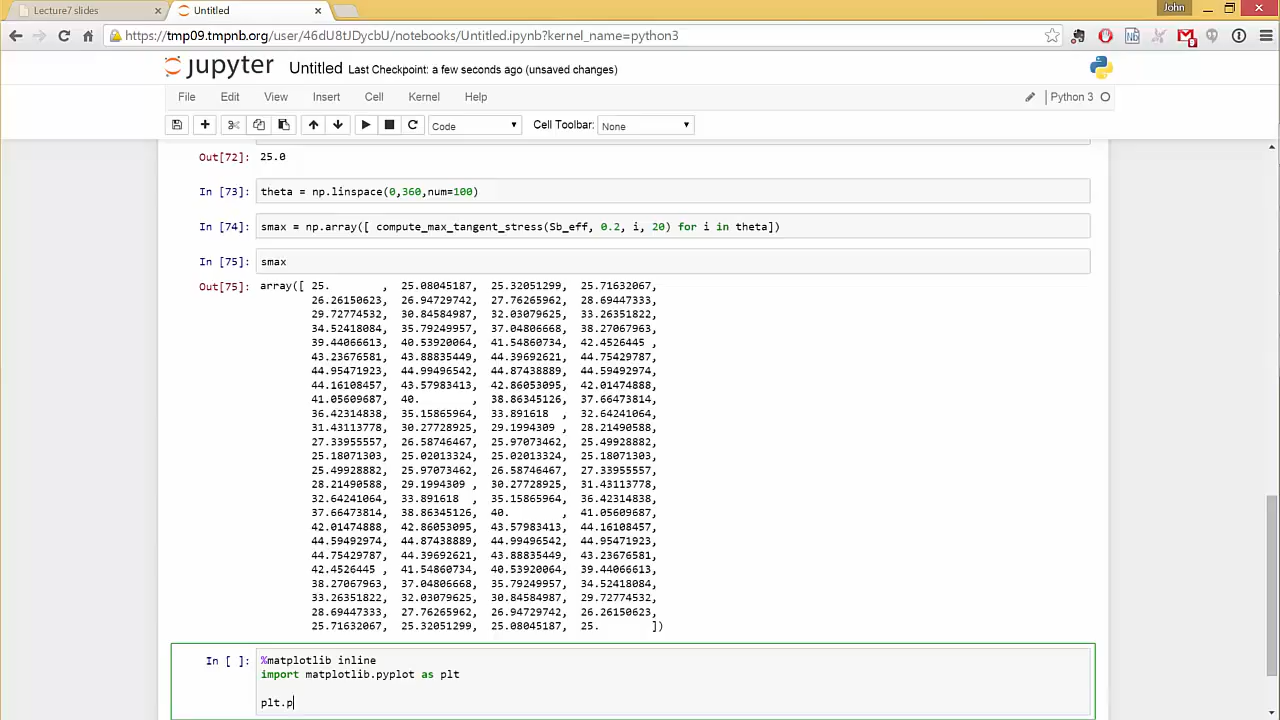 John
Lecture7 slides
Untitled
https://tmp09.tmpnb.org/user/46dU8tJDycbU/notebooks/Untitled.ipynb?kernel_name=python3
jupyter Untitled Last Checkpoint: a few seconds ago (unsaved changes)
File Edit View Insert Cell Kernel Help Python 3
Code Cell Toolbar: None
Out[72]: 25.0
In [73]: theta = np.linspace(0,360,num=100)
In [74]: smax = np.array([ compute_max_tangent_stress(Sb_eff, 0.2, i, 20) for i in theta])
In [75]: smax
Out[75]: array([ 25.        ,  25.08045187,  25.32051299,  25.71632067,
26.26150623,  26.94729742,  27.76265962,  28.69447333,
29.72774532,  30.84584987,  32.03079625,  33.26351822,
34.52418084,  35.79249957,  37.04806668,  38.27067963,
39.44066613,  40.53920064,  41.54860734,  42.4526445 ,
43.23676581,  43.88835449,  44.39692621,  44.75429787,
44.95471923,  44.99496542,  44.87438889,  44.59492974,
44.16108457,  43.57983413,  42.86053095,  42.01474888,
41.05609687,  40.        ,  38.86345126,  37.66473814,
36.42314838,  35.15865964,  33.891618  ,  32.64241064,
31.43113778,  30.27728925,  29.1994309 ,  28.21490588,
27.33955557,  26.58746467,  25.97073462,  25.49928882,
25.18071303,  25.02013324,  25.02013324,  25.18071303,
25.49928882,  25.97073462,  26.58746467,  27.33955557,
28.21490588,  29.1994309 ,  30.27728925,  31.43113778,
32.64241064,  33.891618  ,  35.15865964,  36.42314838,
37.66473814,  38.86345126,  40.        ,  41.05609687,
42.01474888,  42.86053095,  43.57983413,  44.16108457,
44.59492974,  44.87438889,  44.99496542,  44.95471923,
44.75429787,  44.39692621,  43.88835449,  43.23676581,
42.4526445 ,  41.54860734,  40.53920064,  39.44066613,
38.27067963,  37.04806668,  35.79249957,  34.52418084,
33.26351822,  32.03079625,  30.84584987,  29.72774532,
28.69447333,  27.76265962,  26.94729742,  26.26150623,
25.71632067,  25.32051299,  25.08045187,  25.        ])
In [ ]: %matplotlib inline
import matplotlib.pyplot as plt
plt.p